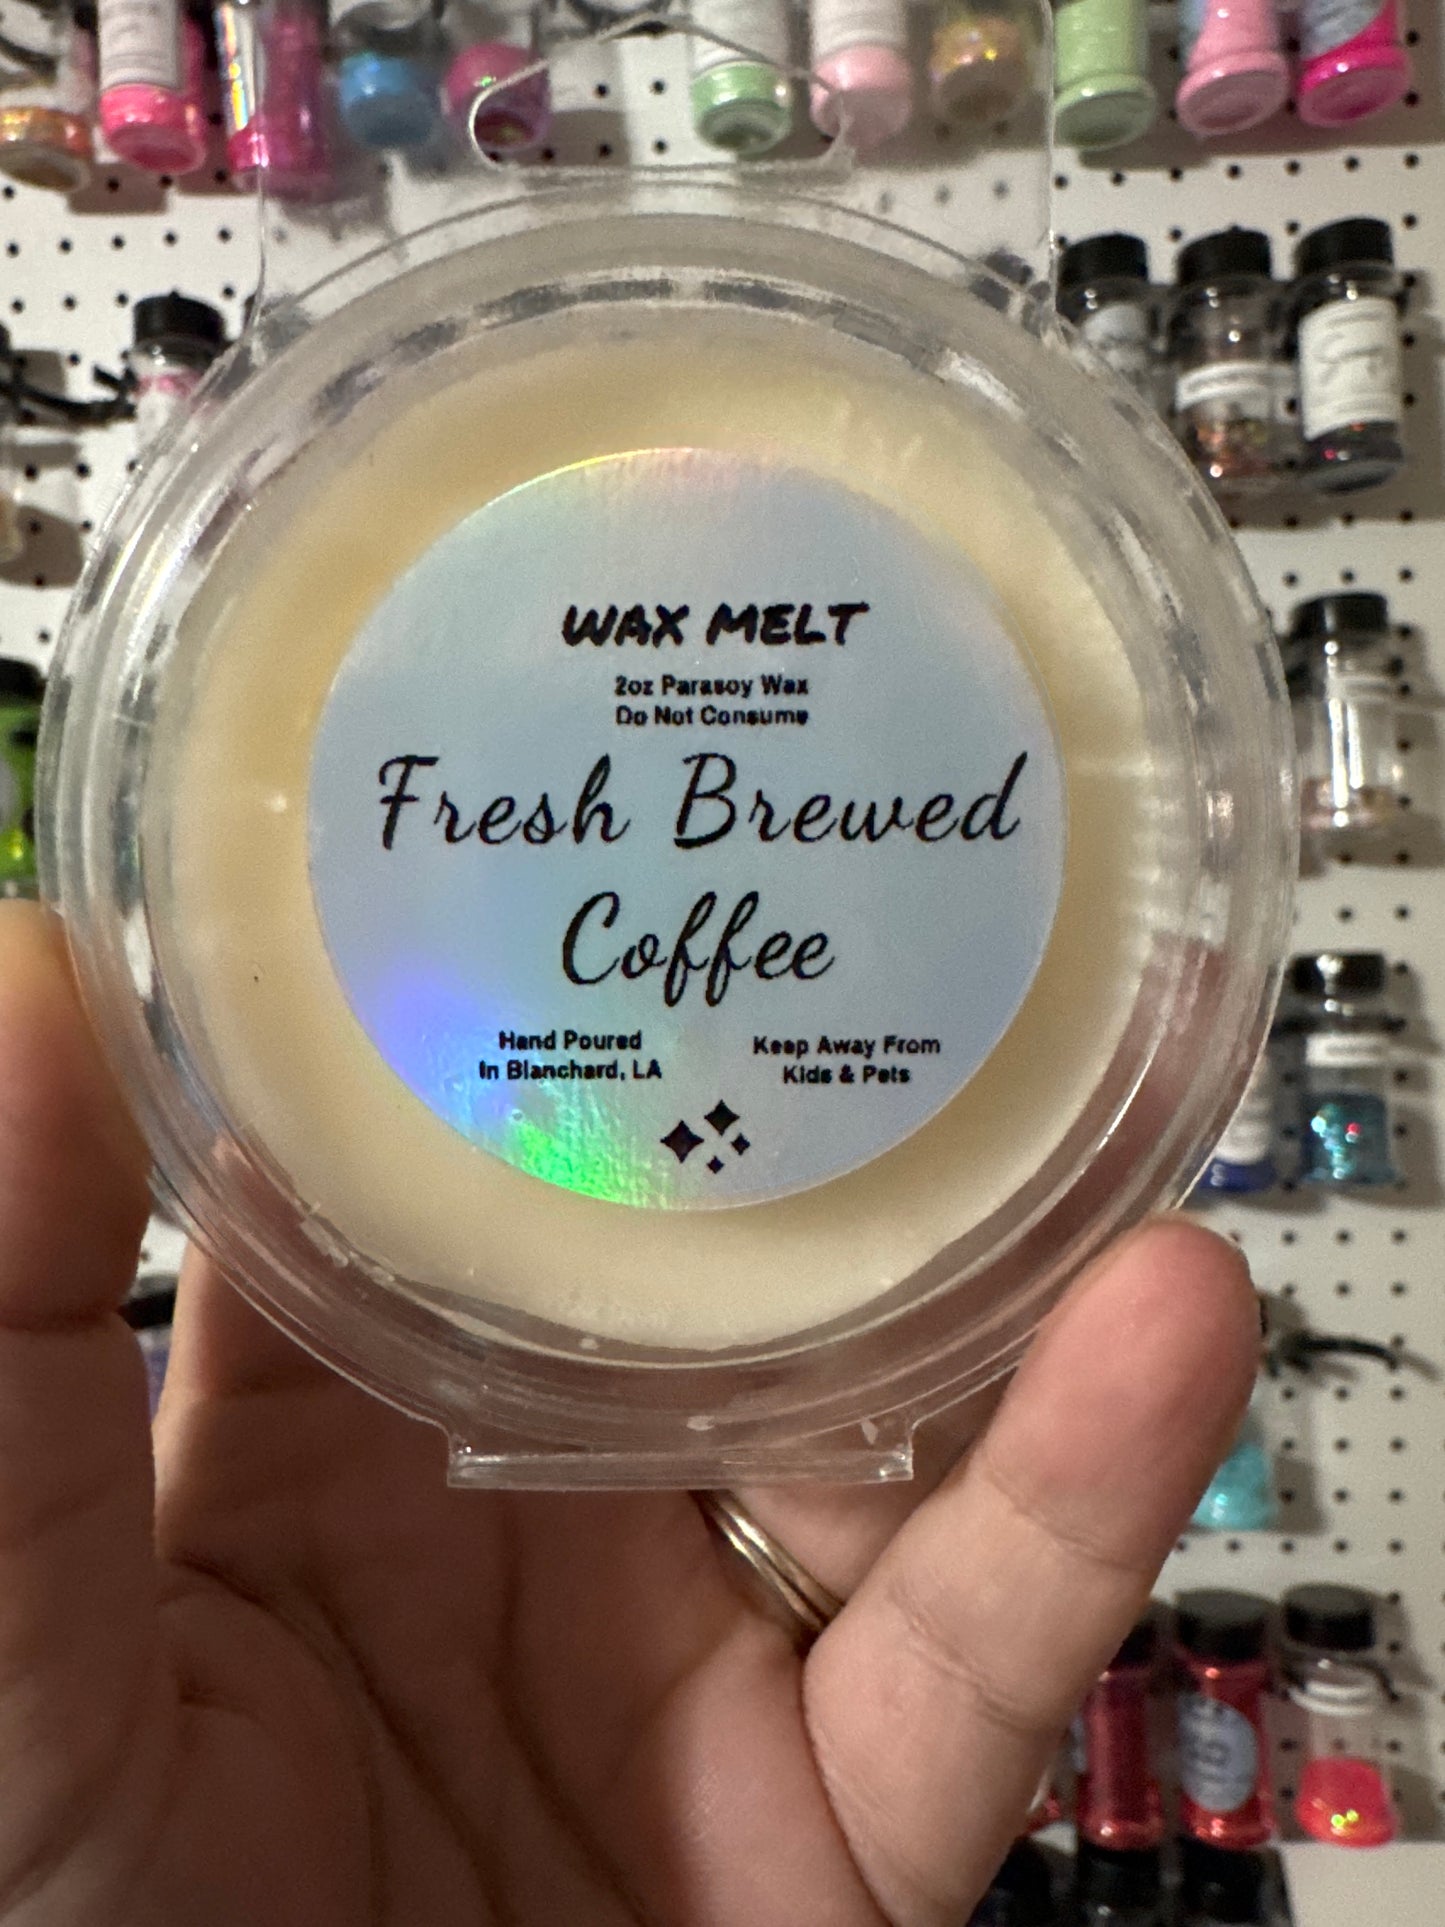 WAX MELT
2oz Parasoy Wax
Do Not Consume
Fresh Brewed
Coffee
Hand Poured
In Blanchard, LA
Keep Away From
Kids & Pets